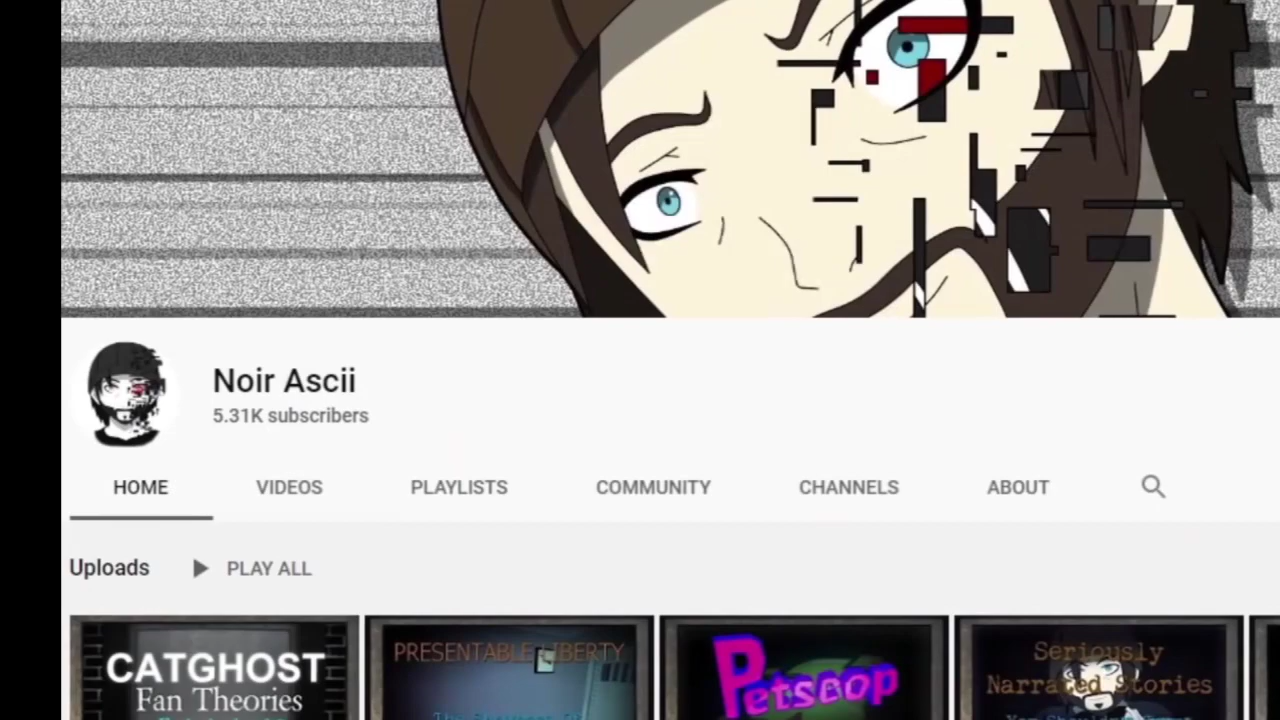 Noir Ascii
5.31K subscribers
HOME VIDEOS PLAYLISTS COMMUNITY CHANNELS ABOUT
Uploads PLAY ALL
CATGHOST
Fan Theories
PRESENTABLE LIBERTY
Petscop
Seriously
Narrated Stories